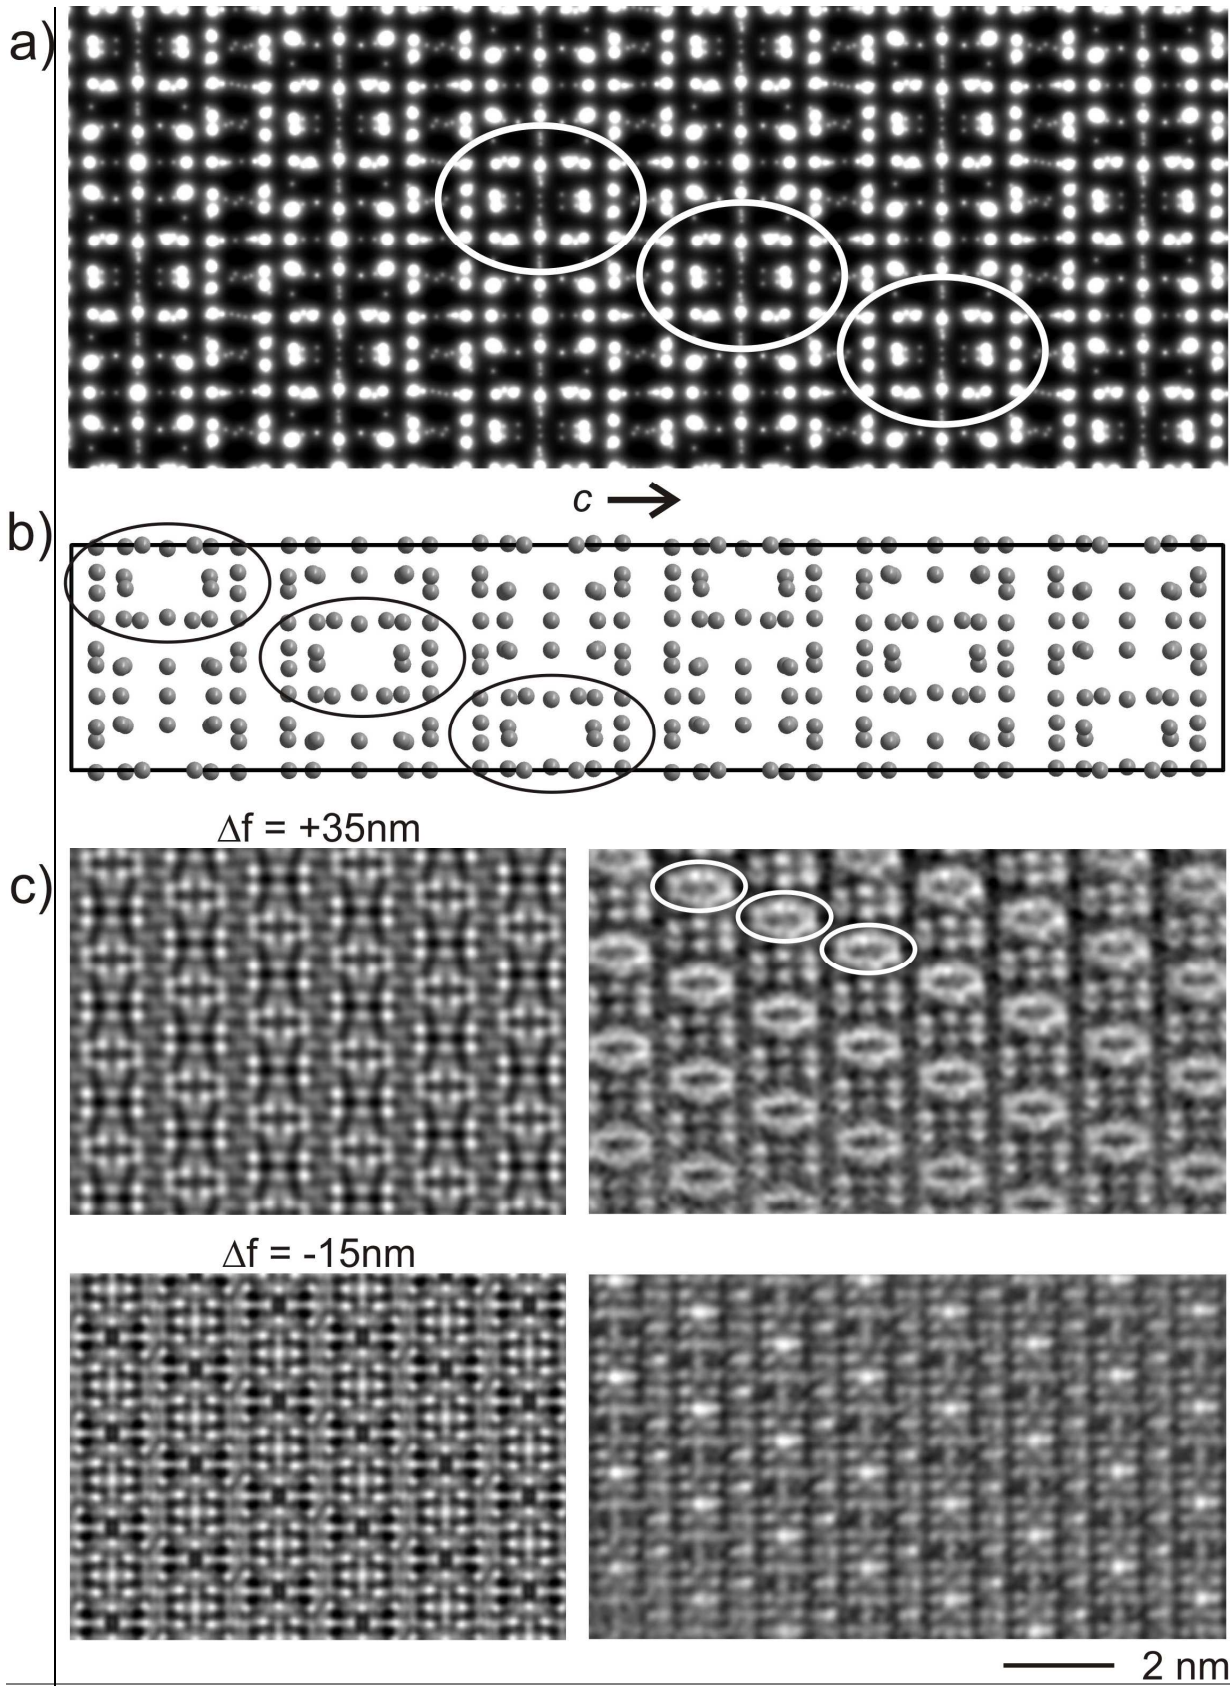 a)
c
b)
Δf = +35nm
c)
Δf = -15nm
2 nm